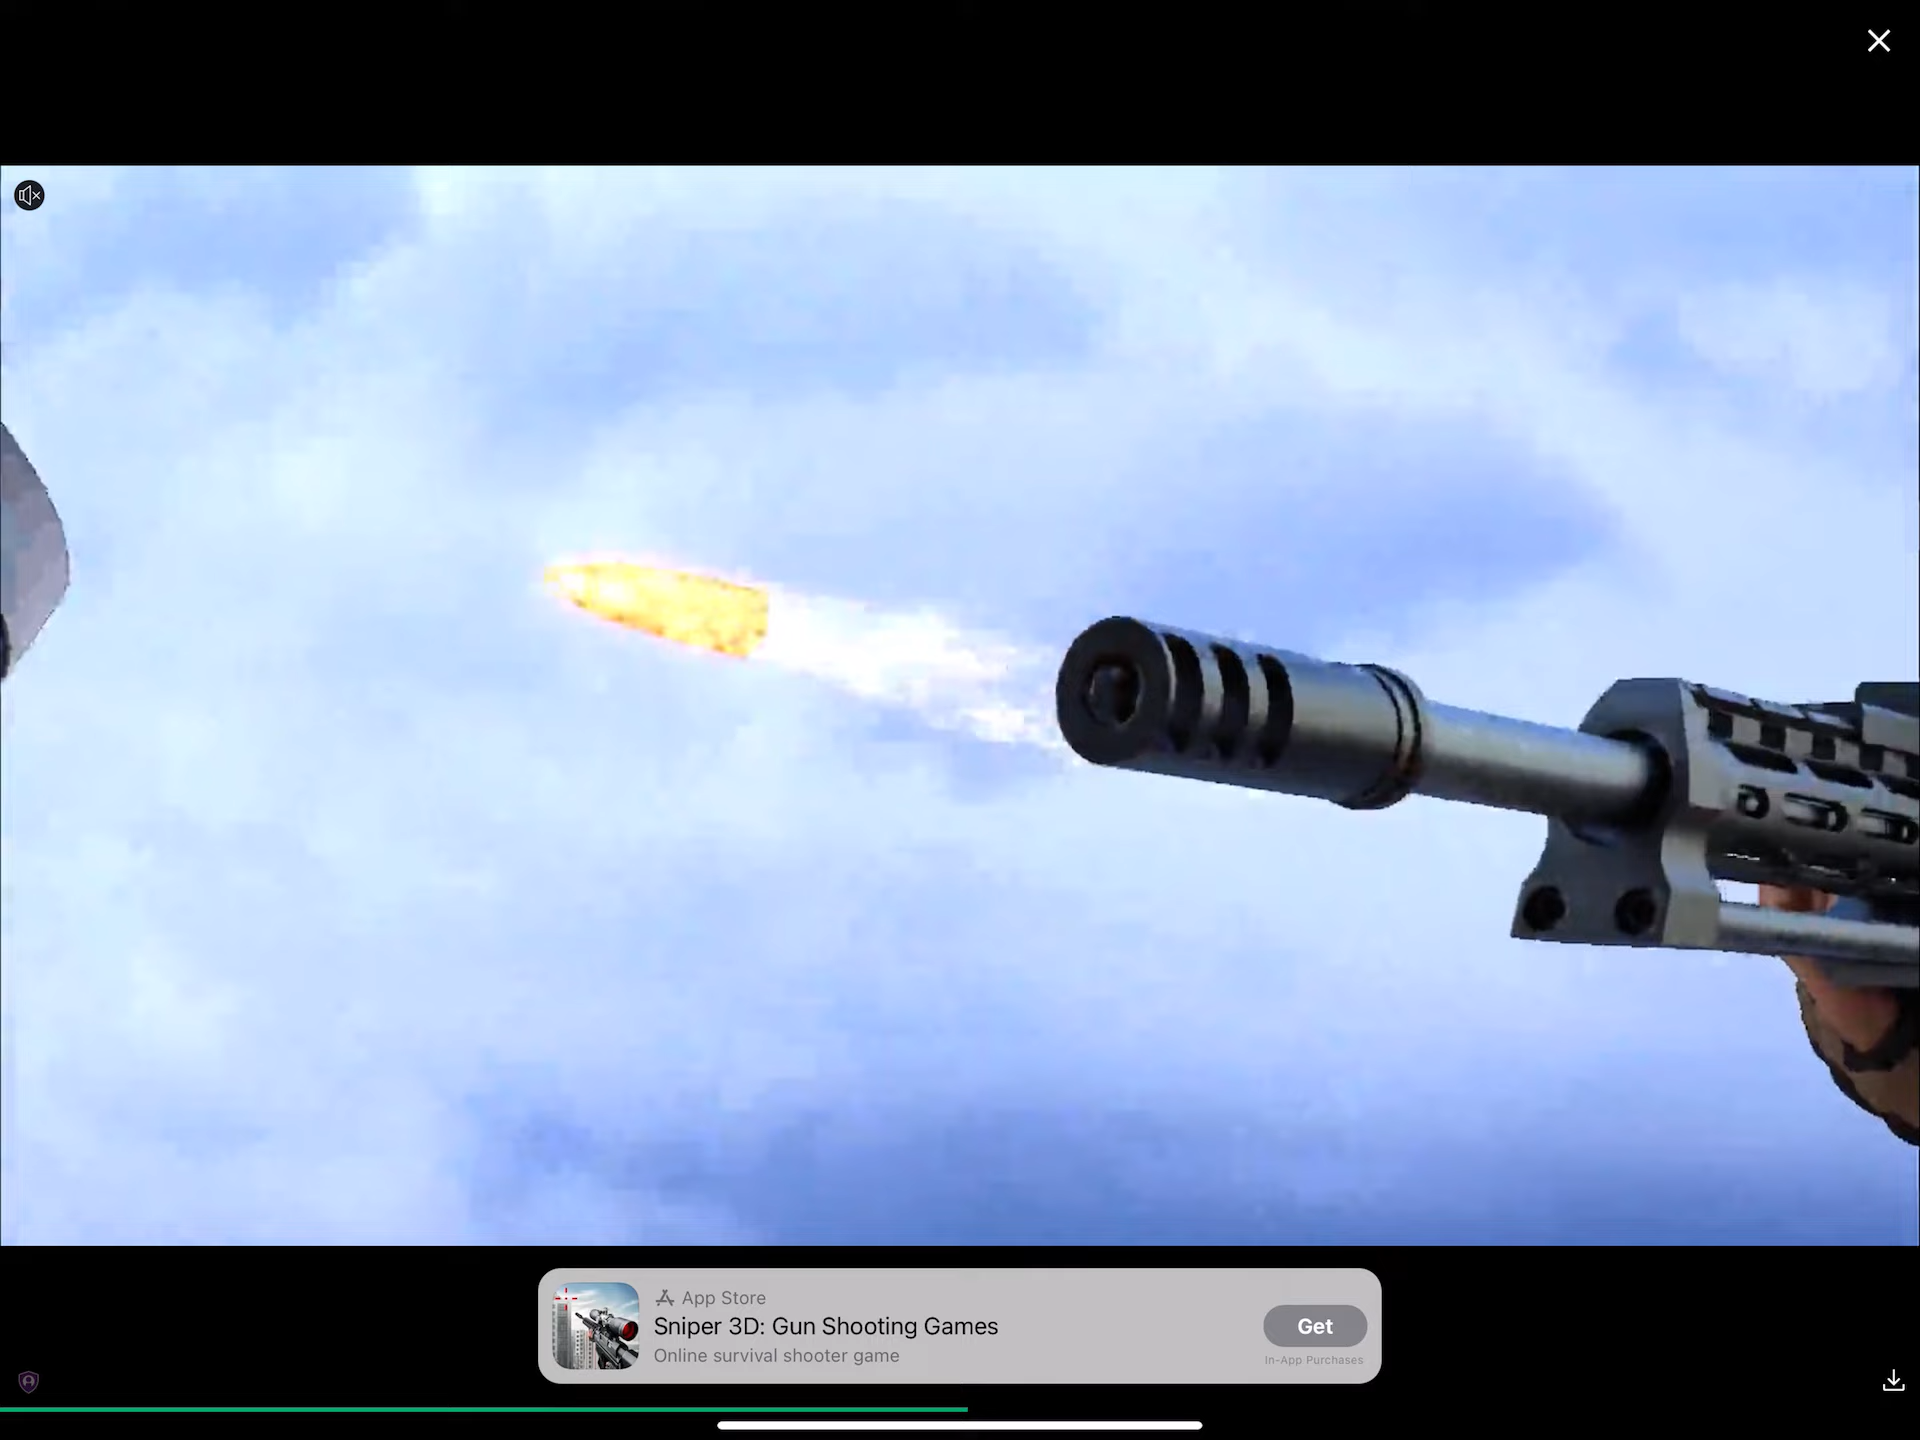 App Store
Sniper 3D: Gun Shooting Games
Online survival shooter game
Get
In-App Purchases